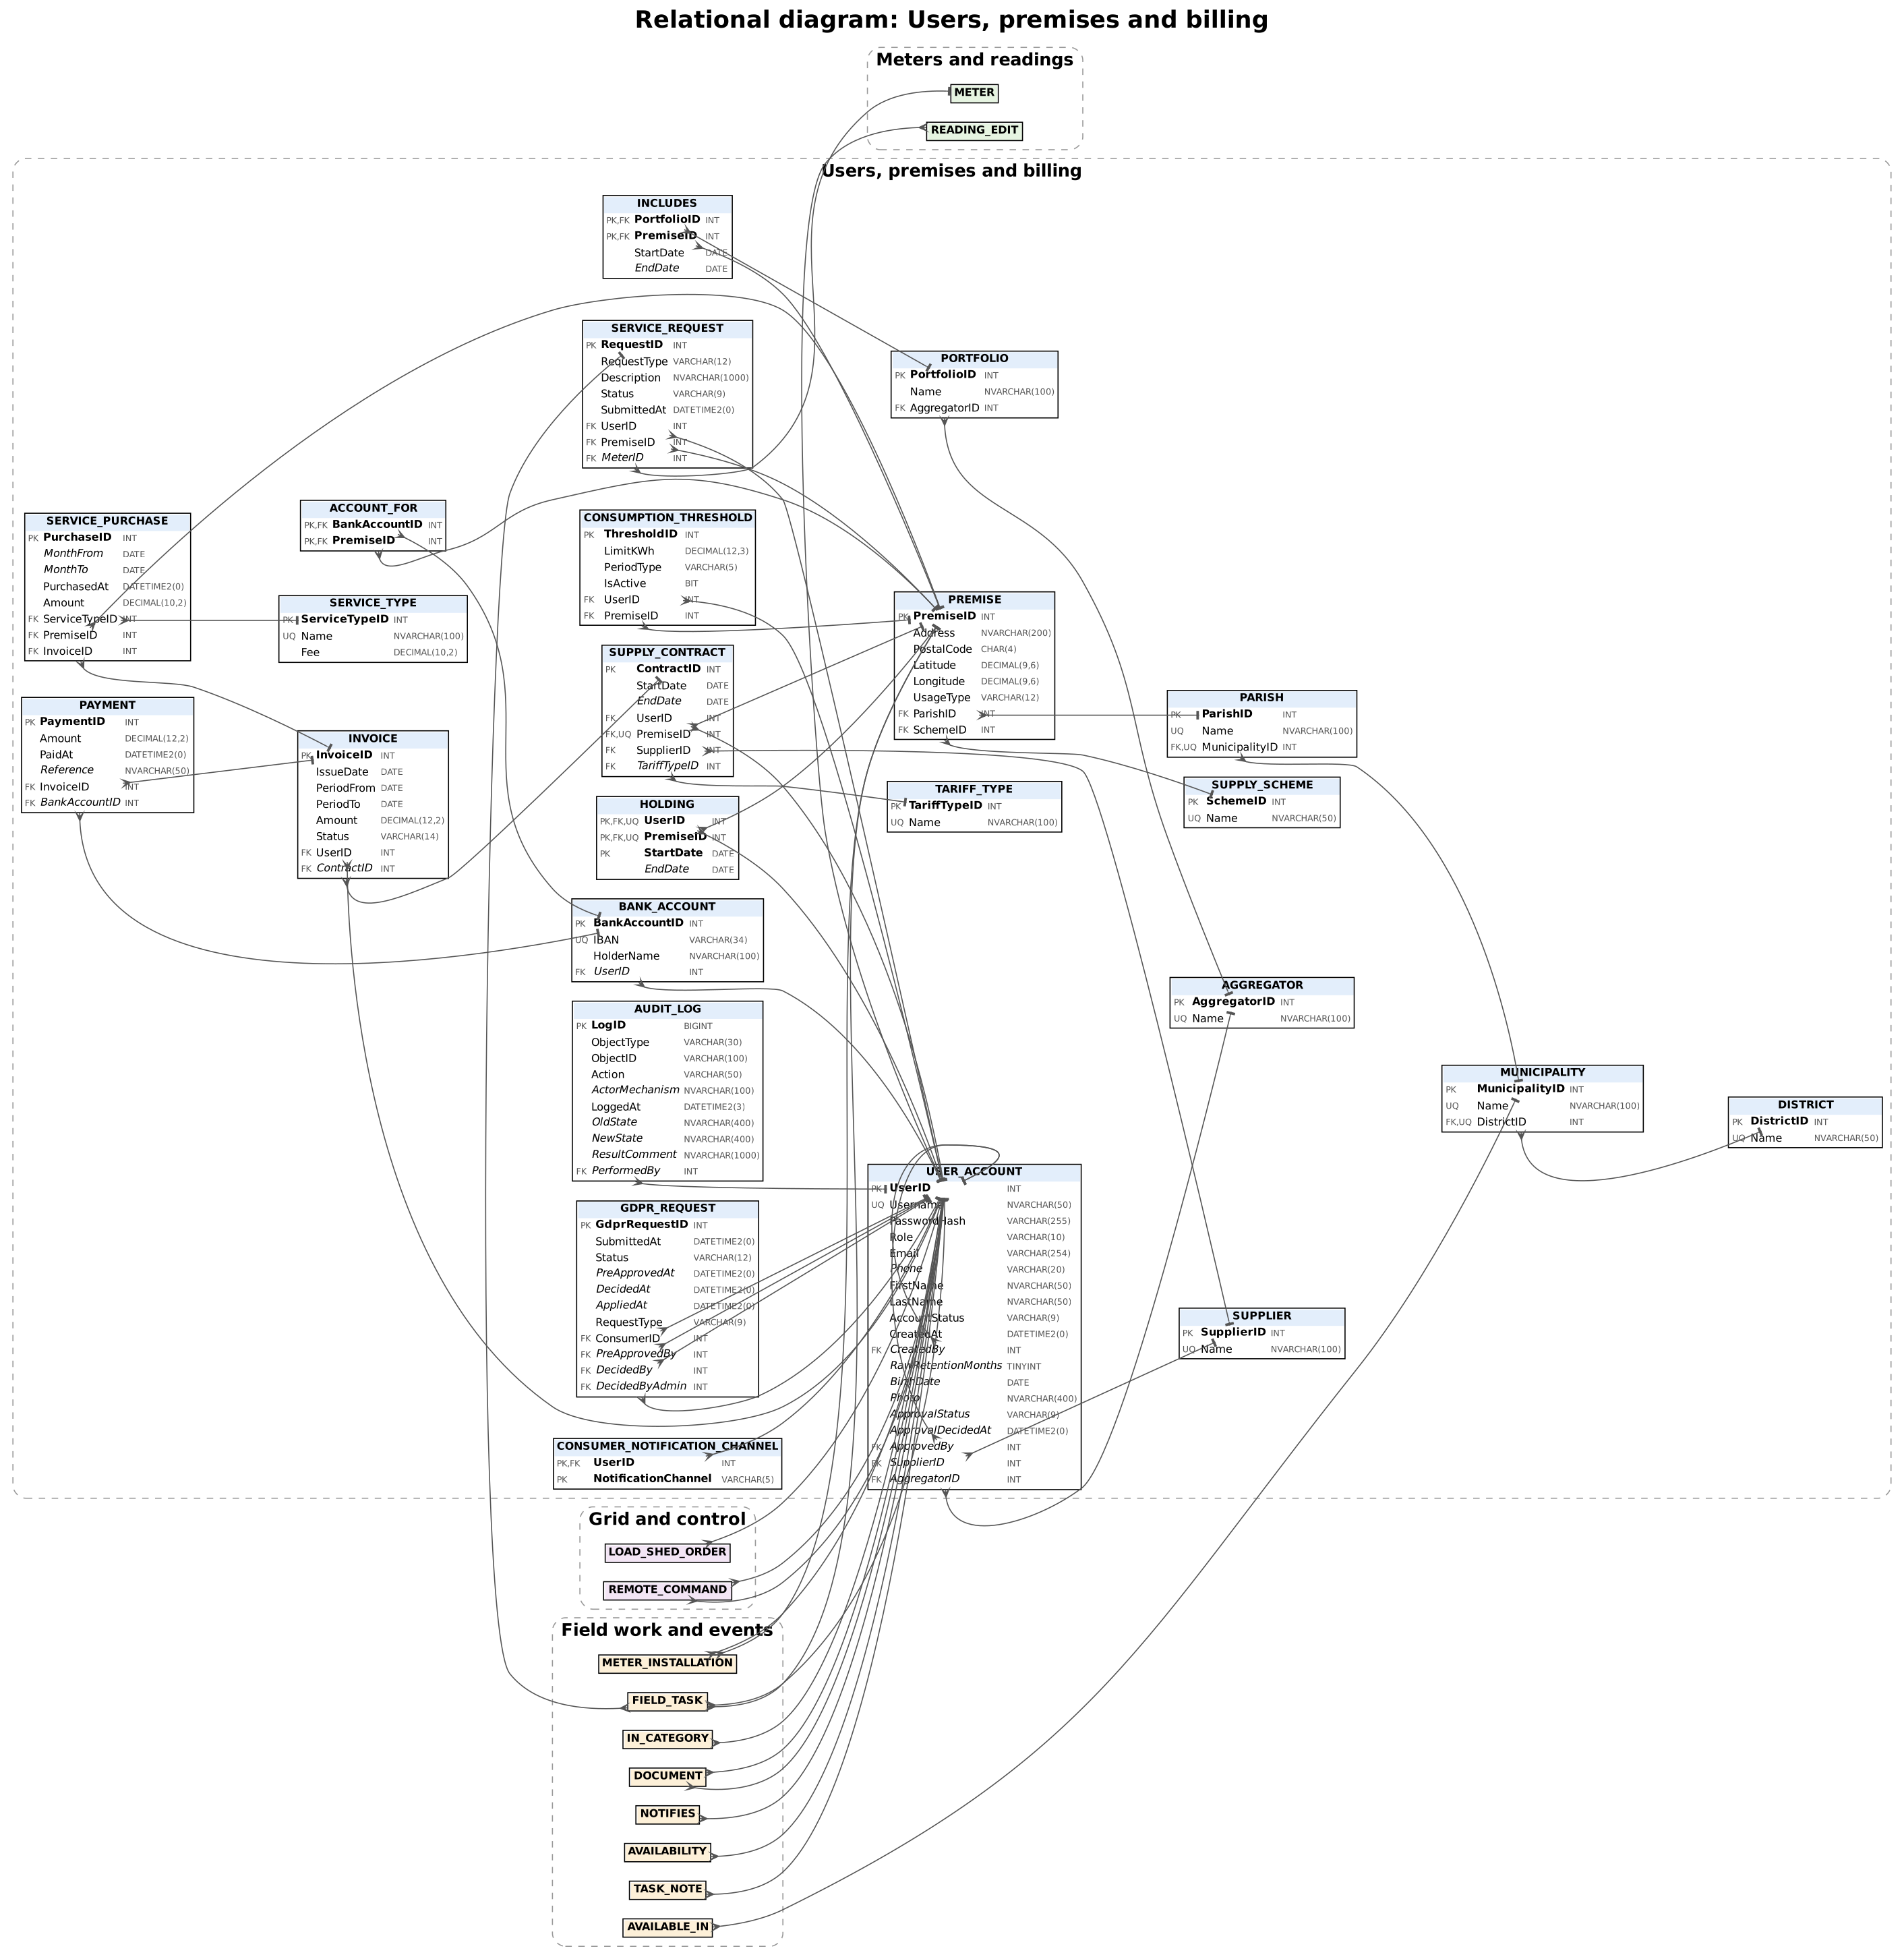 Relational diagram: Users, premises and billing
Meters and readings
METER
READING_EDIT
Users, premises and billing
INCLUDES
PK,FK PortfolioID INT
PK,FK PremiseID INT
StartDate DATE
EndDate DATE
SERVICE_REQUEST
PK RequestID INT
RequestType VARCHAR(12)
Description NVARCHAR(1000)
Status VARCHAR(9)
SubmittedAt DATETIME2(0)
FK UserID INT
FK PremiseID INT
FK MeterID INT
PORTFOLIO
PK PortfolioID INT
Name NVARCHAR(100)
FK AggregatorID INT
SERVICE_PURCHASE
PK PurchaseID INT
MonthFrom DATE
MonthTo DATE
PurchasedAt DATETIME2(0)
Amount DECIMAL(10,2)
FK ServiceTypeID INT
FK PremiseID INT
FK InvoiceID INT
ACCOUNT_FOR
PK,FK BankAccountID INT
PK,FK PremiseID INT
CONSUMPTION_THRESHOLD
PK ThresholdID INT
LimitKWh DECIMAL(12,3)
PeriodType VARCHAR(5)
IsActive BIT
FK UserID INT
FK PremiseID INT
SERVICE_TYPE
PK ServiceTypeID INT
UQ Name NVARCHAR(100)
Fee DECIMAL(10,2)
PREMISE
PK PremiseID INT
Address NVARCHAR(200)
PostalCode CHAR(4)
Latitude DECIMAL(9,6)
Longitude DECIMAL(9,6)
UsageType VARCHAR(12)
FK ParishID INT
FK SchemeID INT
SUPPLY_CONTRACT
PK ContractID INT
StartDate DATE
EndDate DATE
FK UserID INT
FK,UQ PremiseID INT
FK SupplierID INT
FK TariffTypeID INT
PAYMENT
PK PaymentID INT
Amount DECIMAL(12,2)
PaidAt DATETIME2(0)
Reference NVARCHAR(50)
FK InvoiceID INT
FK BankAccountID INT
INVOICE
PK InvoiceID INT
IssueDate DATE
PeriodFrom DATE
PeriodTo DATE
Amount DECIMAL(12,2)
Status VARCHAR(14)
FK UserID INT
FK ContractID INT
PARISH
PK ParishID INT
UQ Name NVARCHAR(100)
FK,UQ MunicipalityID INT
SUPPLY_SCHEME
PK SchemeID INT
UQ Name NVARCHAR(50)
TARIFF_TYPE
PK TariffTypeID INT
UQ Name NVARCHAR(100)
HOLDING
PK,FK,UQ UserID INT
PK,FK,UQ PremiseID INT
PK StartDate DATE
EndDate DATE
BANK_ACCOUNT
PK BankAccountID INT
UQ IBAN VARCHAR(34)
HolderName NVARCHAR(100)
FK UserID INT
AUDIT_LOG
PK LogID BIGINT
ObjectType VARCHAR(30)
ObjectID VARCHAR(100)
Action VARCHAR(50)
ActorMechanism NVARCHAR(100)
LoggedAt DATETIME2(3)
OldState NVARCHAR(400)
NewState NVARCHAR(400)
ResultComment NVARCHAR(1000)
FK PerformedBy INT
AGGREGATOR
PK AggregatorID INT
UQ Name NVARCHAR(100)
MUNICIPALITY
PK MunicipalityID INT
UQ Name NVARCHAR(100)
FK,UQ DistrictID INT
DISTRICT
PK DistrictID INT
UQ Name NVARCHAR(50)
USER_ACCOUNT
PK UserID INT
UQ Username NVARCHAR(50)
PasswordHash VARCHAR(255)
Role VARCHAR(10)
Email VARCHAR(254)
Phone VARCHAR(20)
FirstName NVARCHAR(50)
LastName NVARCHAR(50)
AccountStatus VARCHAR(9)
CreatedAt DATETIME2(0)
FK CreatedBy INT
RawRetentionMonths TINYINT
BirthDate DATE
Photo NVARCHAR(400)
ApprovalStatus VARCHAR(9)
ApprovalDecidedAt DATETIME2(0)
FK ApprovedBy INT
FK SupplierID INT
FK AggregatorID INT
GDPR_REQUEST
PK GdprRequestID INT
SubmittedAt DATETIME2(0)
Status VARCHAR(12)
PreApprovedAt DATETIME2(0)
DecidedAt DATETIME2(0)
AppliedAt DATETIME2(0)
RequestType VARCHAR(9)
FK ConsumerID INT
FK PreApprovedBy INT
FK DecidedBy INT
FK DecidedByAdmin INT
SUPPLIER
PK SupplierID INT
UQ Name NVARCHAR(100)
CONSUMER_NOTIFICATION_CHANNEL
PK,FK UserID INT
PK NotificationChannel VARCHAR(5)
Grid and control
LOAD_SHED_ORDER
REMOTE_COMMAND
Field work and events
METER_INSTALLATION
FIELD_TASK
IN_CATEGORY
DOCUMENT
NOTIFIES
AVAILABILITY
TASK_NOTE
AVAILABLE_IN